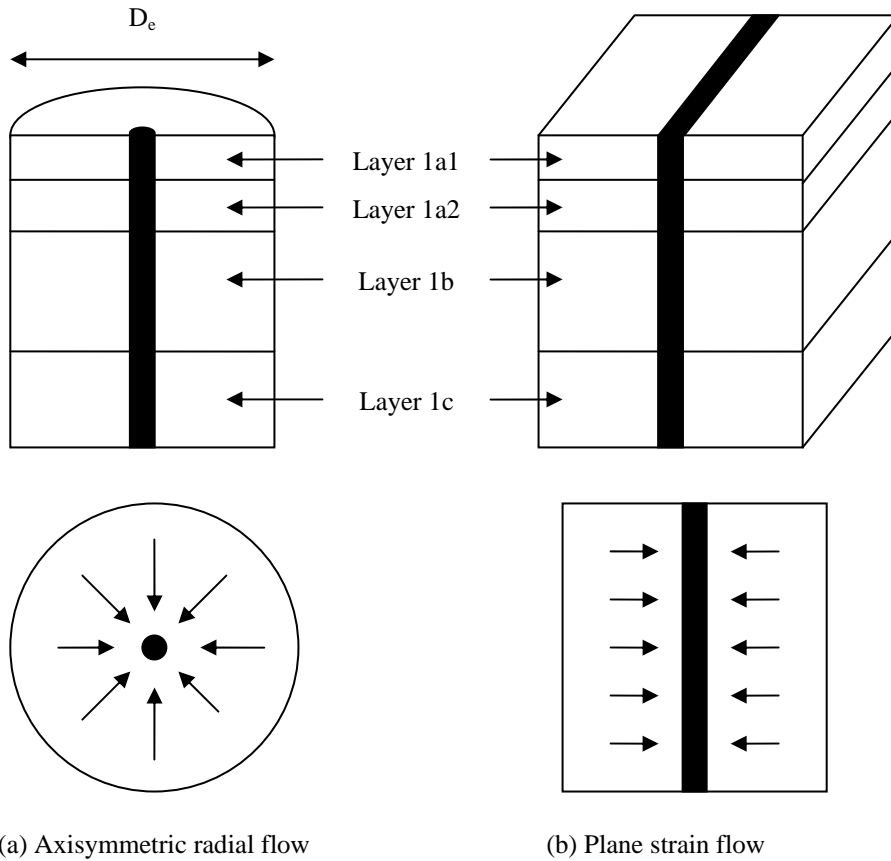 Dₑ
Layer 1a1
Layer 1a2
Layer 1b
Layer 1c
(a) Axisymmetric radial flow
(b) Plane strain flow